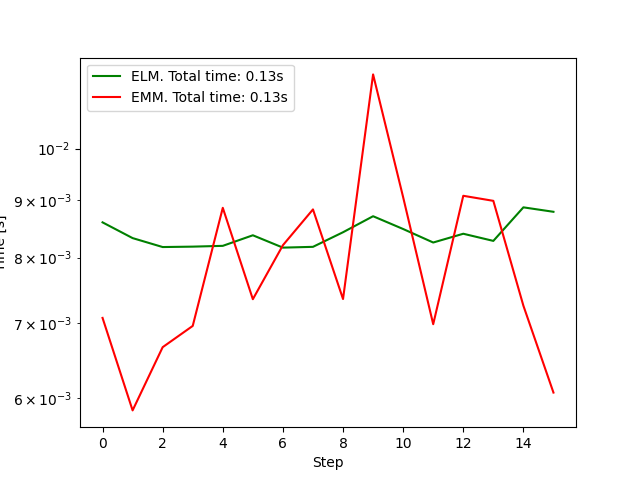 ELM. Total time: 0.13s
EMM. Total time: 0.13s
10⁻²
9 × 10⁻³
8 × 10⁻³
7 × 10⁻³
6 × 10⁻³
[s]
0 2 4 6 8 10 12 14
Step